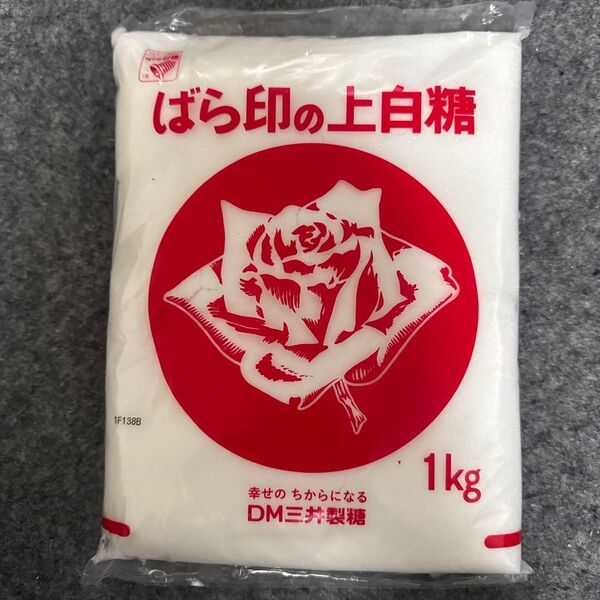 ばら印の上白糖
1F138B
1kg
幸せの ちからになる
DM三井製糖